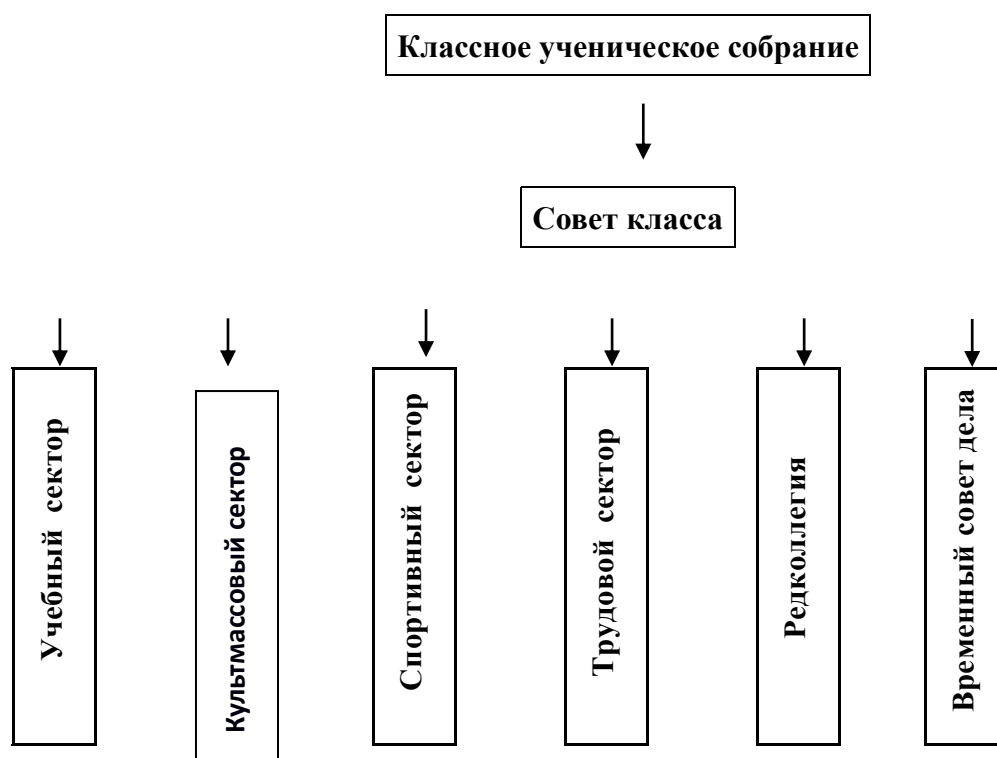 Классное ученическое собрание
Совет класса
Учебный сектор
Культмассовый сектор
Спортивный сектор
Трудовой сектор
Редколлегия
Временный совет дела